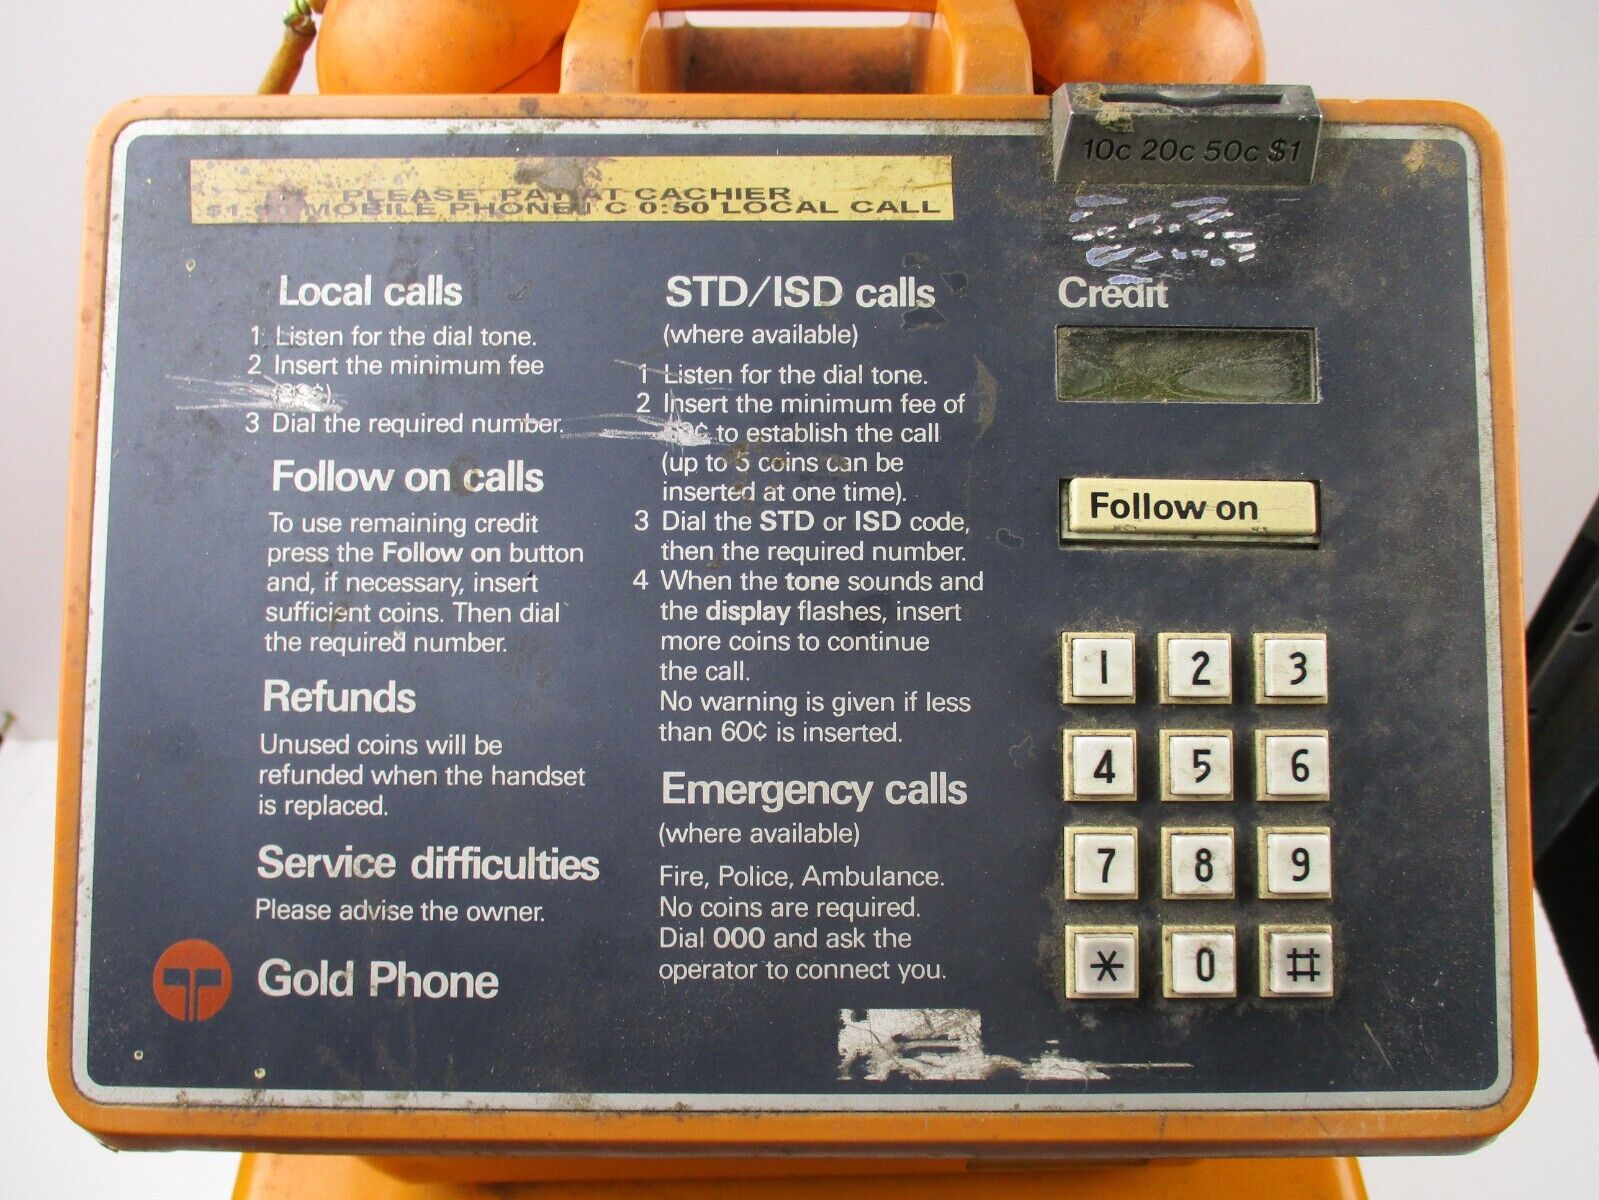 10c 20c 50c $1
PLEASE PAY AT CACHIER
MOBILE PHONE C 0:50 LOCAL CALL
Local calls
1 Listen for the dial tone.
2 Insert the minimum fee
3 Dial the required number.
Follow on calls
To use remaining credit
press the Follow on button
and, if necessary, insert
sufficient coins. Then dial
the required number.
Refunds
Unused coins will be
refunded when the handset
is replaced.
Service difficulties
Please advise the owner.
Gold Phone
STD/ISD calls
(where available)
1 Listen for the dial tone.
2 Insert the minimum fee of
to establish the call
(up to 5 coins can be
inserted at one time).
3 Dial the STD or ISD code,
then the required number.
4 When the tone sounds and
the display flashes, insert
more coins to continue
the call.
No warning is given if less
than 60¢ is inserted.
Emergency calls
(where available)
Fire, Police, Ambulance.
No coins are required.
Dial 000 and ask the
operator to connect you.
Credit
Follow on
1 2 3
4 5 6
7 8 9
* 0 #